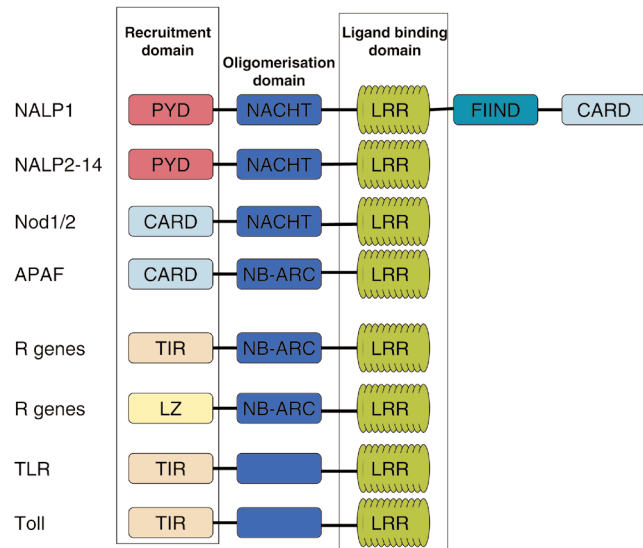 Recruitment
domain
Oligomerisation
domain
Ligand binding
domain
NALP1 PYD NACHT LRR FIIND CARD
NALP2-14 PYD NACHT LRR
Nod1/2 CARD NACHT LRR
APAF CARD NB-ARC LRR
R genes TIR NB-ARC LRR
R genes LZ NB-ARC LRR
TLR TIR LRR
Toll TIR LRR